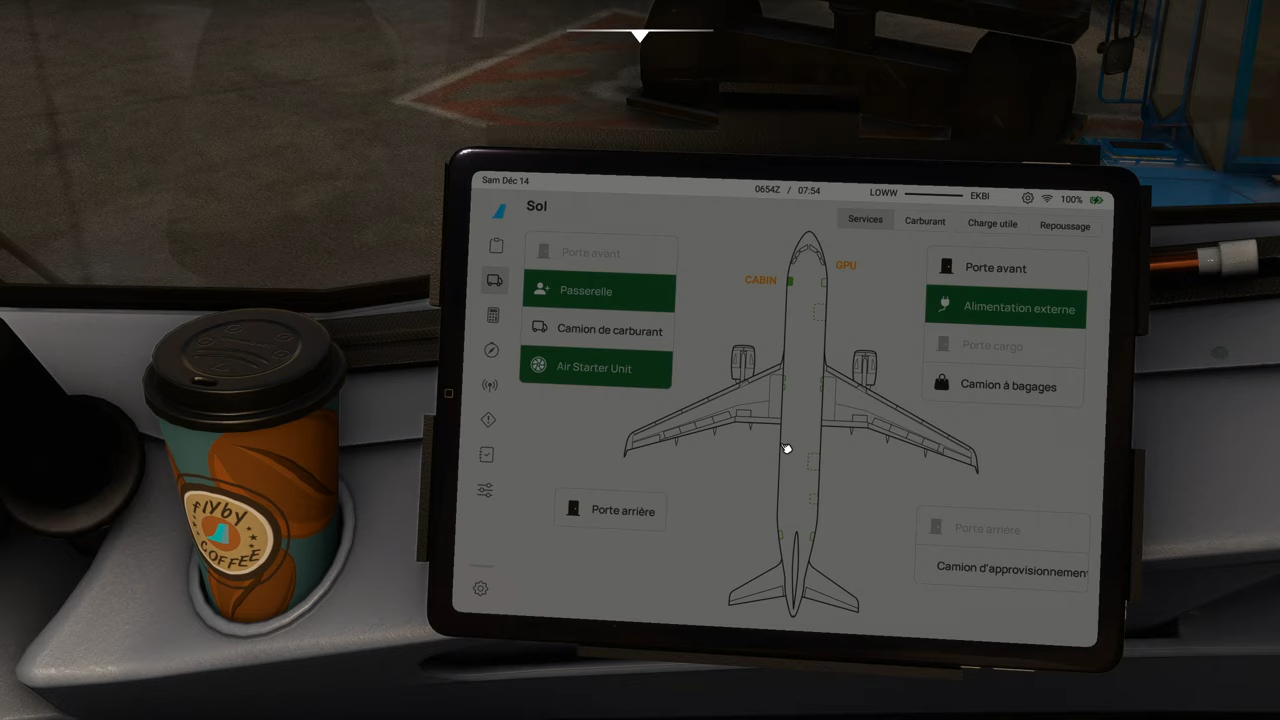 Sam Déc 14
0654Z / 07:54
LOWW
EKBI
100%
Sol
Services
Carburant
Charge utile
Repoussage
Porte avant
Passerelle
Camion de carburant
Air Starter Unit
CABIN
GPU
Porte avant
Alimentation externe
Porte cargo
Camion à bagages
Porte arrière
Porte arrière
Camion d'approvisionnemen
flyby
COFFEE